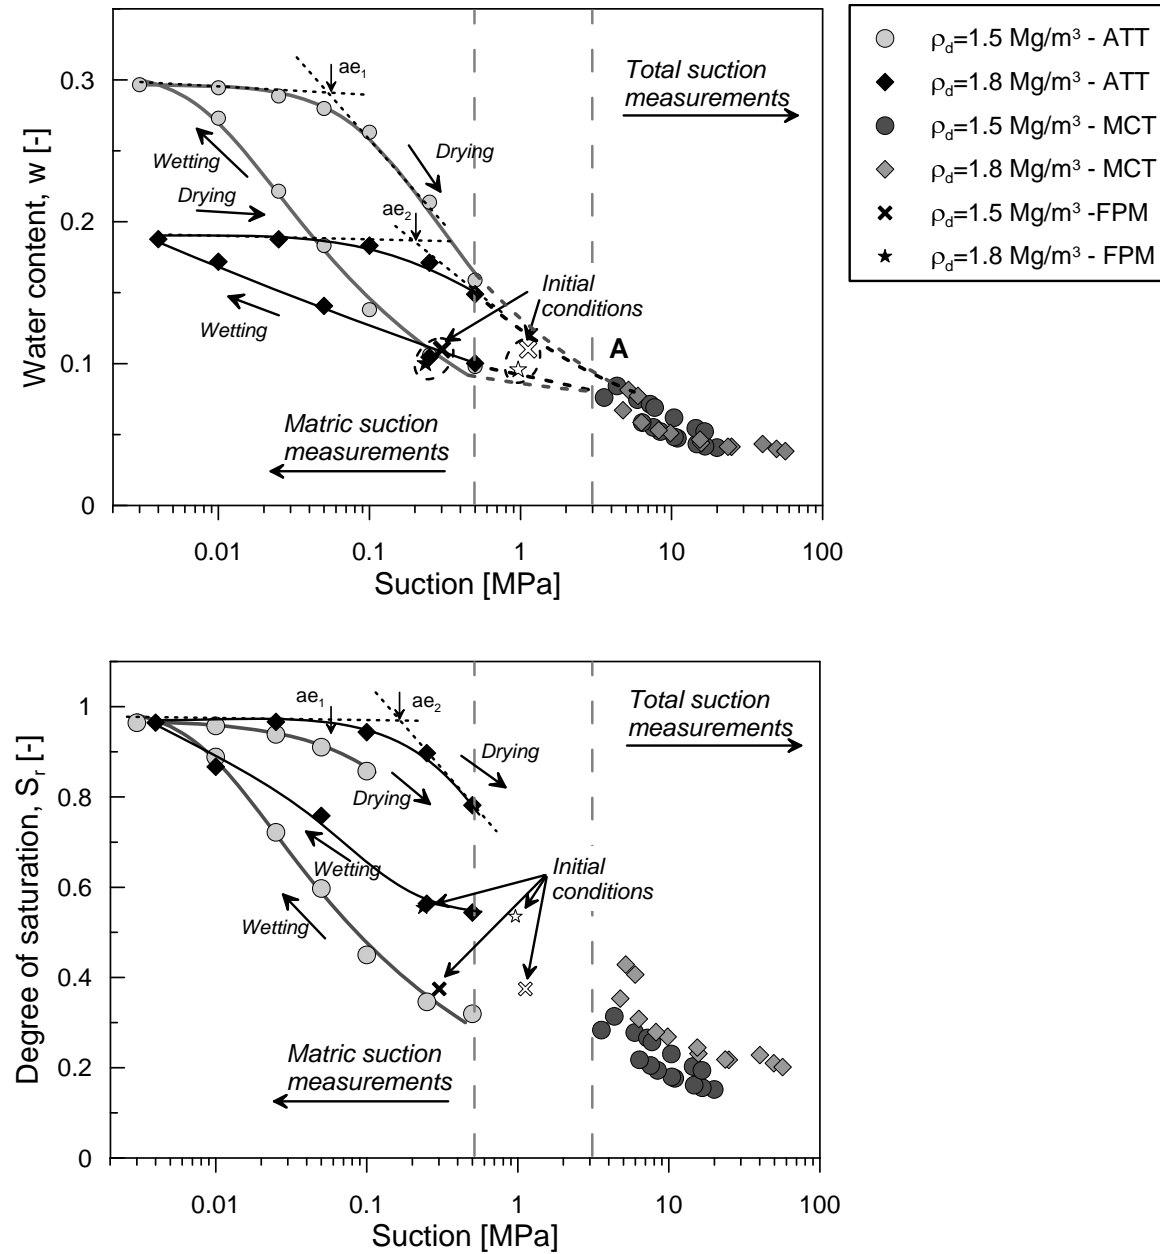 0.3
0.2
0.1
0
Water content, w [-]
ae1
ae2
Drying
Wetting
Drying
Wetting
Initial
conditions
Total suction
measurements
A
Matric suction
measurements
0.01
0.1
1
10
100
Suction [MPa]
ρd=1.5 Mg/m³ - ATT
ρd=1.8 Mg/m³ - ATT
ρd=1.5 Mg/m³ - MCT
ρd=1.8 Mg/m³ - MCT
ρd=1.5 Mg/m³ -FPM
ρd=1.8 Mg/m³ - FPM
1
0.8
0.6
0.4
0.2
0
Degree of saturation, Sr [-]
ae1
ae2
Total suction
measurements
Drying
Drying
Wetting
Wetting
Initial
conditions
Matric suction
measurements
0.01
0.1
1
10
100
Suction [MPa]